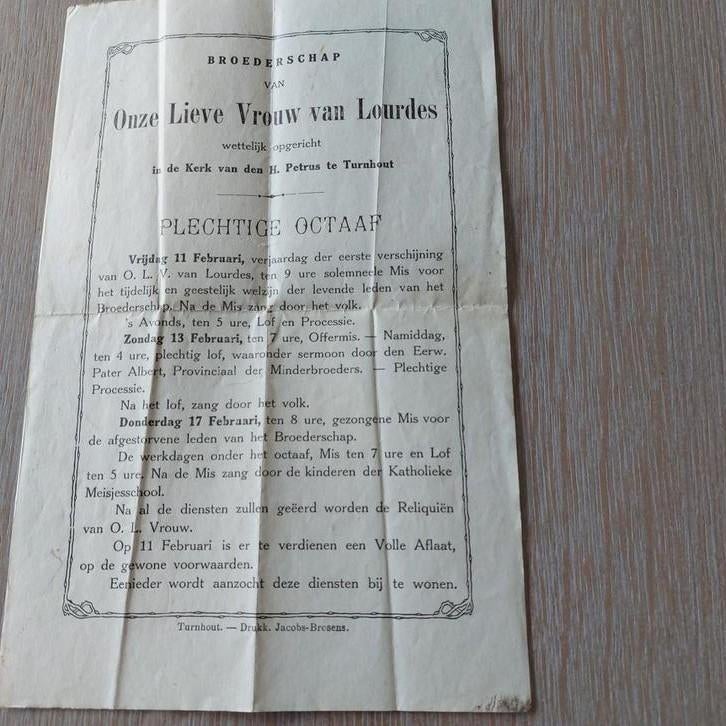 BROEDERSCHAP
VAN
Onze Lieve Vrouw van Lourdes
wettelijk opgericht
in de Kerk van den H. Petrus te Turnhout
PLECHTIGE OCTAAF
Vrijdag 11 Februari, verjaardag der eerste verschijning
van O. L. V. van Lourdes, ten 9 ure solemneele Mis voor
het tijdelijk en geestelijk welzijn der levende leden van het
Broederschap. Na de Mis zang door het volk.
's Avonds, ten 5 ure, Lof en Processie.
Zondag 13 Februari, ten 7 ure, Offermis. — Namiddag,
ten 4 ure, plechtig lof, waaronder sermoon door den Eerw.
Pater Albert, Provinciaal der Minderbroeders. — Plechtige
Processie.
Na het lof, zang door het volk.
Donderdag 17 Februari, ten 8 ure, gezongene Mis voor
de afgestorvene leden van het Broederschap.
De werkdagen onder het octaaf, Mis ten 7 ure en Lof
ten 5 ure. Na de Mis zang door de kinderen der Katholieke
Meisjesschool.
Na al de diensten zullen geëerd worden de Reliquiën
van O. L. Vrouw.
Op 11 Februari is er te verdienen een Volle Aflaat,
op de gewone voorwaarden.
Eenieder wordt aanzocht deze diensten bij te wonen.
Turnhout. — Drukk. Jacobs-Brosens.